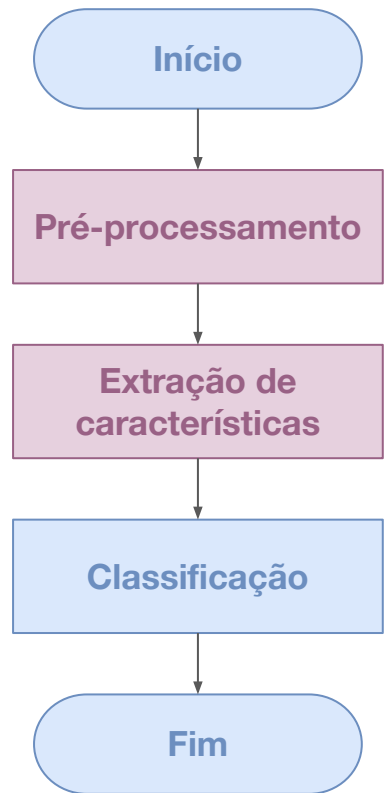 Início
Pré-processamento
Extração de
características
Classificação
Fim